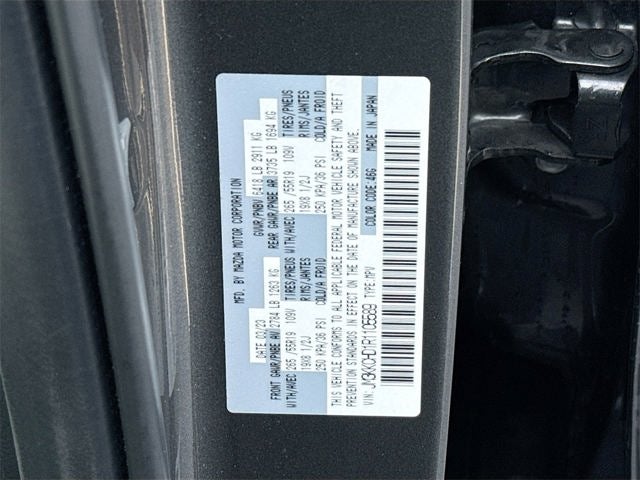 MFD. BY MAZDA MOTOR CORPORATION
DATE 02/23 GVWR/PNBV 6418 LB 2911 KG
FRONT GAWR/PNBE AV 2784 LB 1263 KG REAR GAWR/PNBE AR 3735 LB 1694 KG
WITH/AVEC 265 /55R19 109V TIRES/PNEUS WITH/AVEC 265 /55R19 109V TIRES/PNEUS
19X8 1/2J RIMS/JANTES 19X8 1/2J RIMS/JANTES
250 KPA/36 PSI COLD/A FROID 250 KPA/36 PSI COLD/A FROID
THIS VEHICLE CONFORMS TO ALL APPLICABLE FEDERAL MOTOR VEHICLE SAFETY AND THEFT
PREVENTION STANDARDS IN EFFECT ON THE DATE OF MANUFACTURE SHOWN ABOVE.
VIN: TYPE:MPV COLOR CODE:46G MADE IN JAPAN